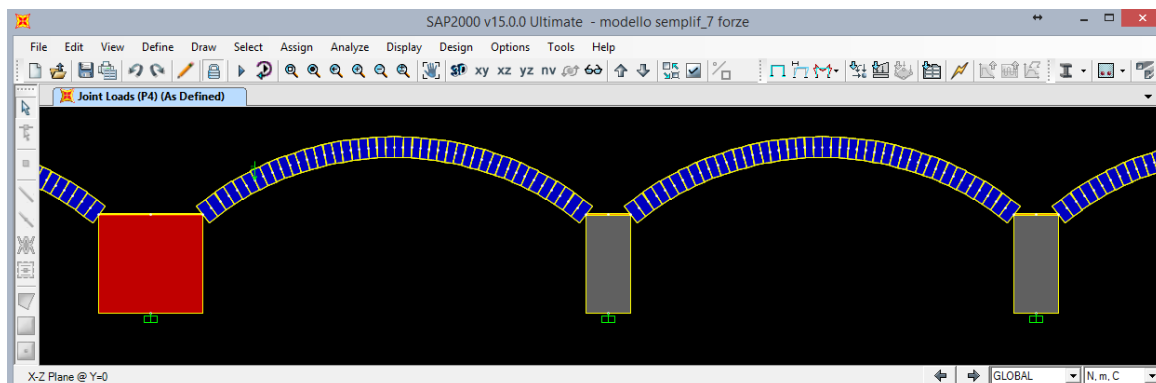 SAP2000 v15.0.0 Ultimate - modello semplif_7 forze
File Edit View Define Draw Select Assign Analyze Display Design Options Tools Help
3D xy xz yz nv
Joint Loads (P4) (As Defined)
X-Z Plane @ Y=0
GLOBAL
N, m, C